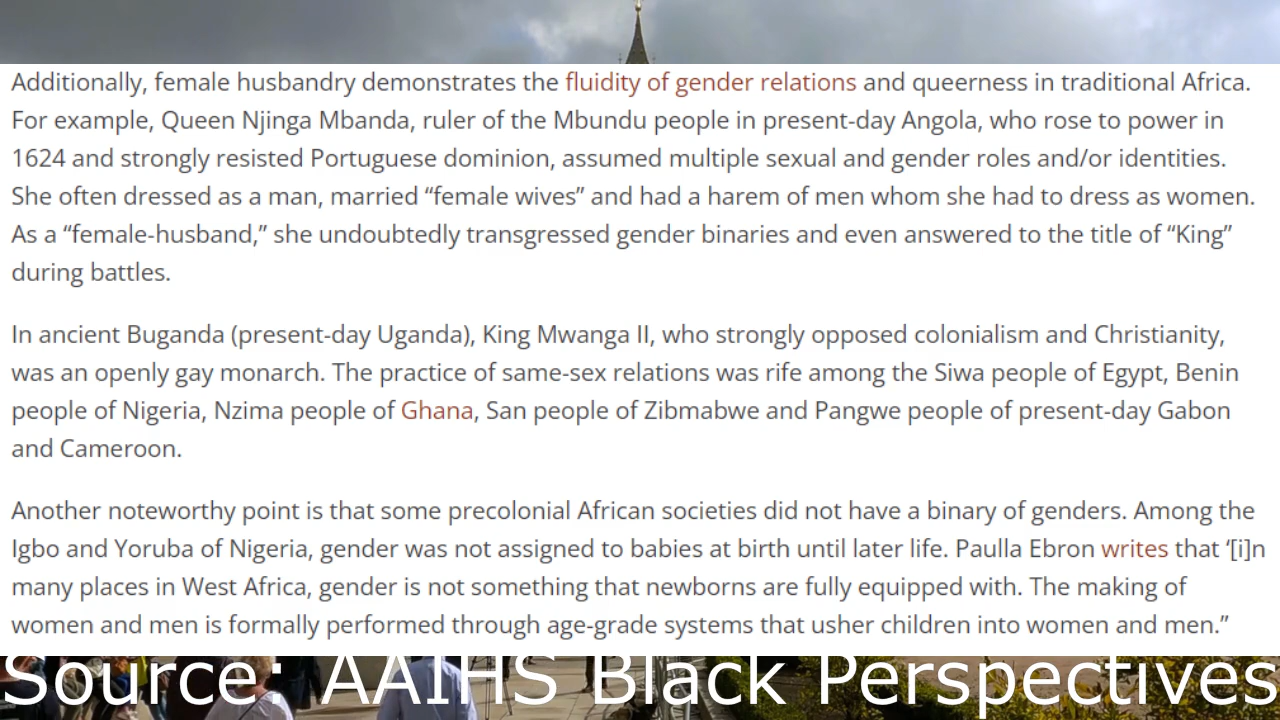 Additionally, female husbandry demonstrates the fluidity of gender relations and queerness in traditional Africa.
For example, Queen Njinga Mbanda, ruler of the Mbundu people in present-day Angola, who rose to power in
1624 and strongly resisted Portuguese dominion, assumed multiple sexual and gender roles and/or identities.
She often dressed as a man, married “female wives” and had a harem of men whom she had to dress as women.
As a “female-husband,” she undoubtedly transgressed gender binaries and even answered to the title of “King”
during battles.
In ancient Buganda (present-day Uganda), King Mwanga II, who strongly opposed colonialism and Christianity,
was an openly gay monarch. The practice of same-sex relations was rife among the Siwa people of Egypt, Benin
people of Nigeria, Nzima people of Ghana, San people of Zibmabwe and Pangwe people of present-day Gabon
and Cameroon.
Another noteworthy point is that some precolonial African societies did not have a binary of genders. Among the
Igbo and Yoruba of Nigeria, gender was not assigned to babies at birth until later life. Paulla Ebron writes that ‘[i]n
many places in West Africa, gender is not something that newborns are fully equipped with. The making of
women and men is formally performed through age-grade systems that usher children into women and men.”
Source: AAIHS Black Perspectives